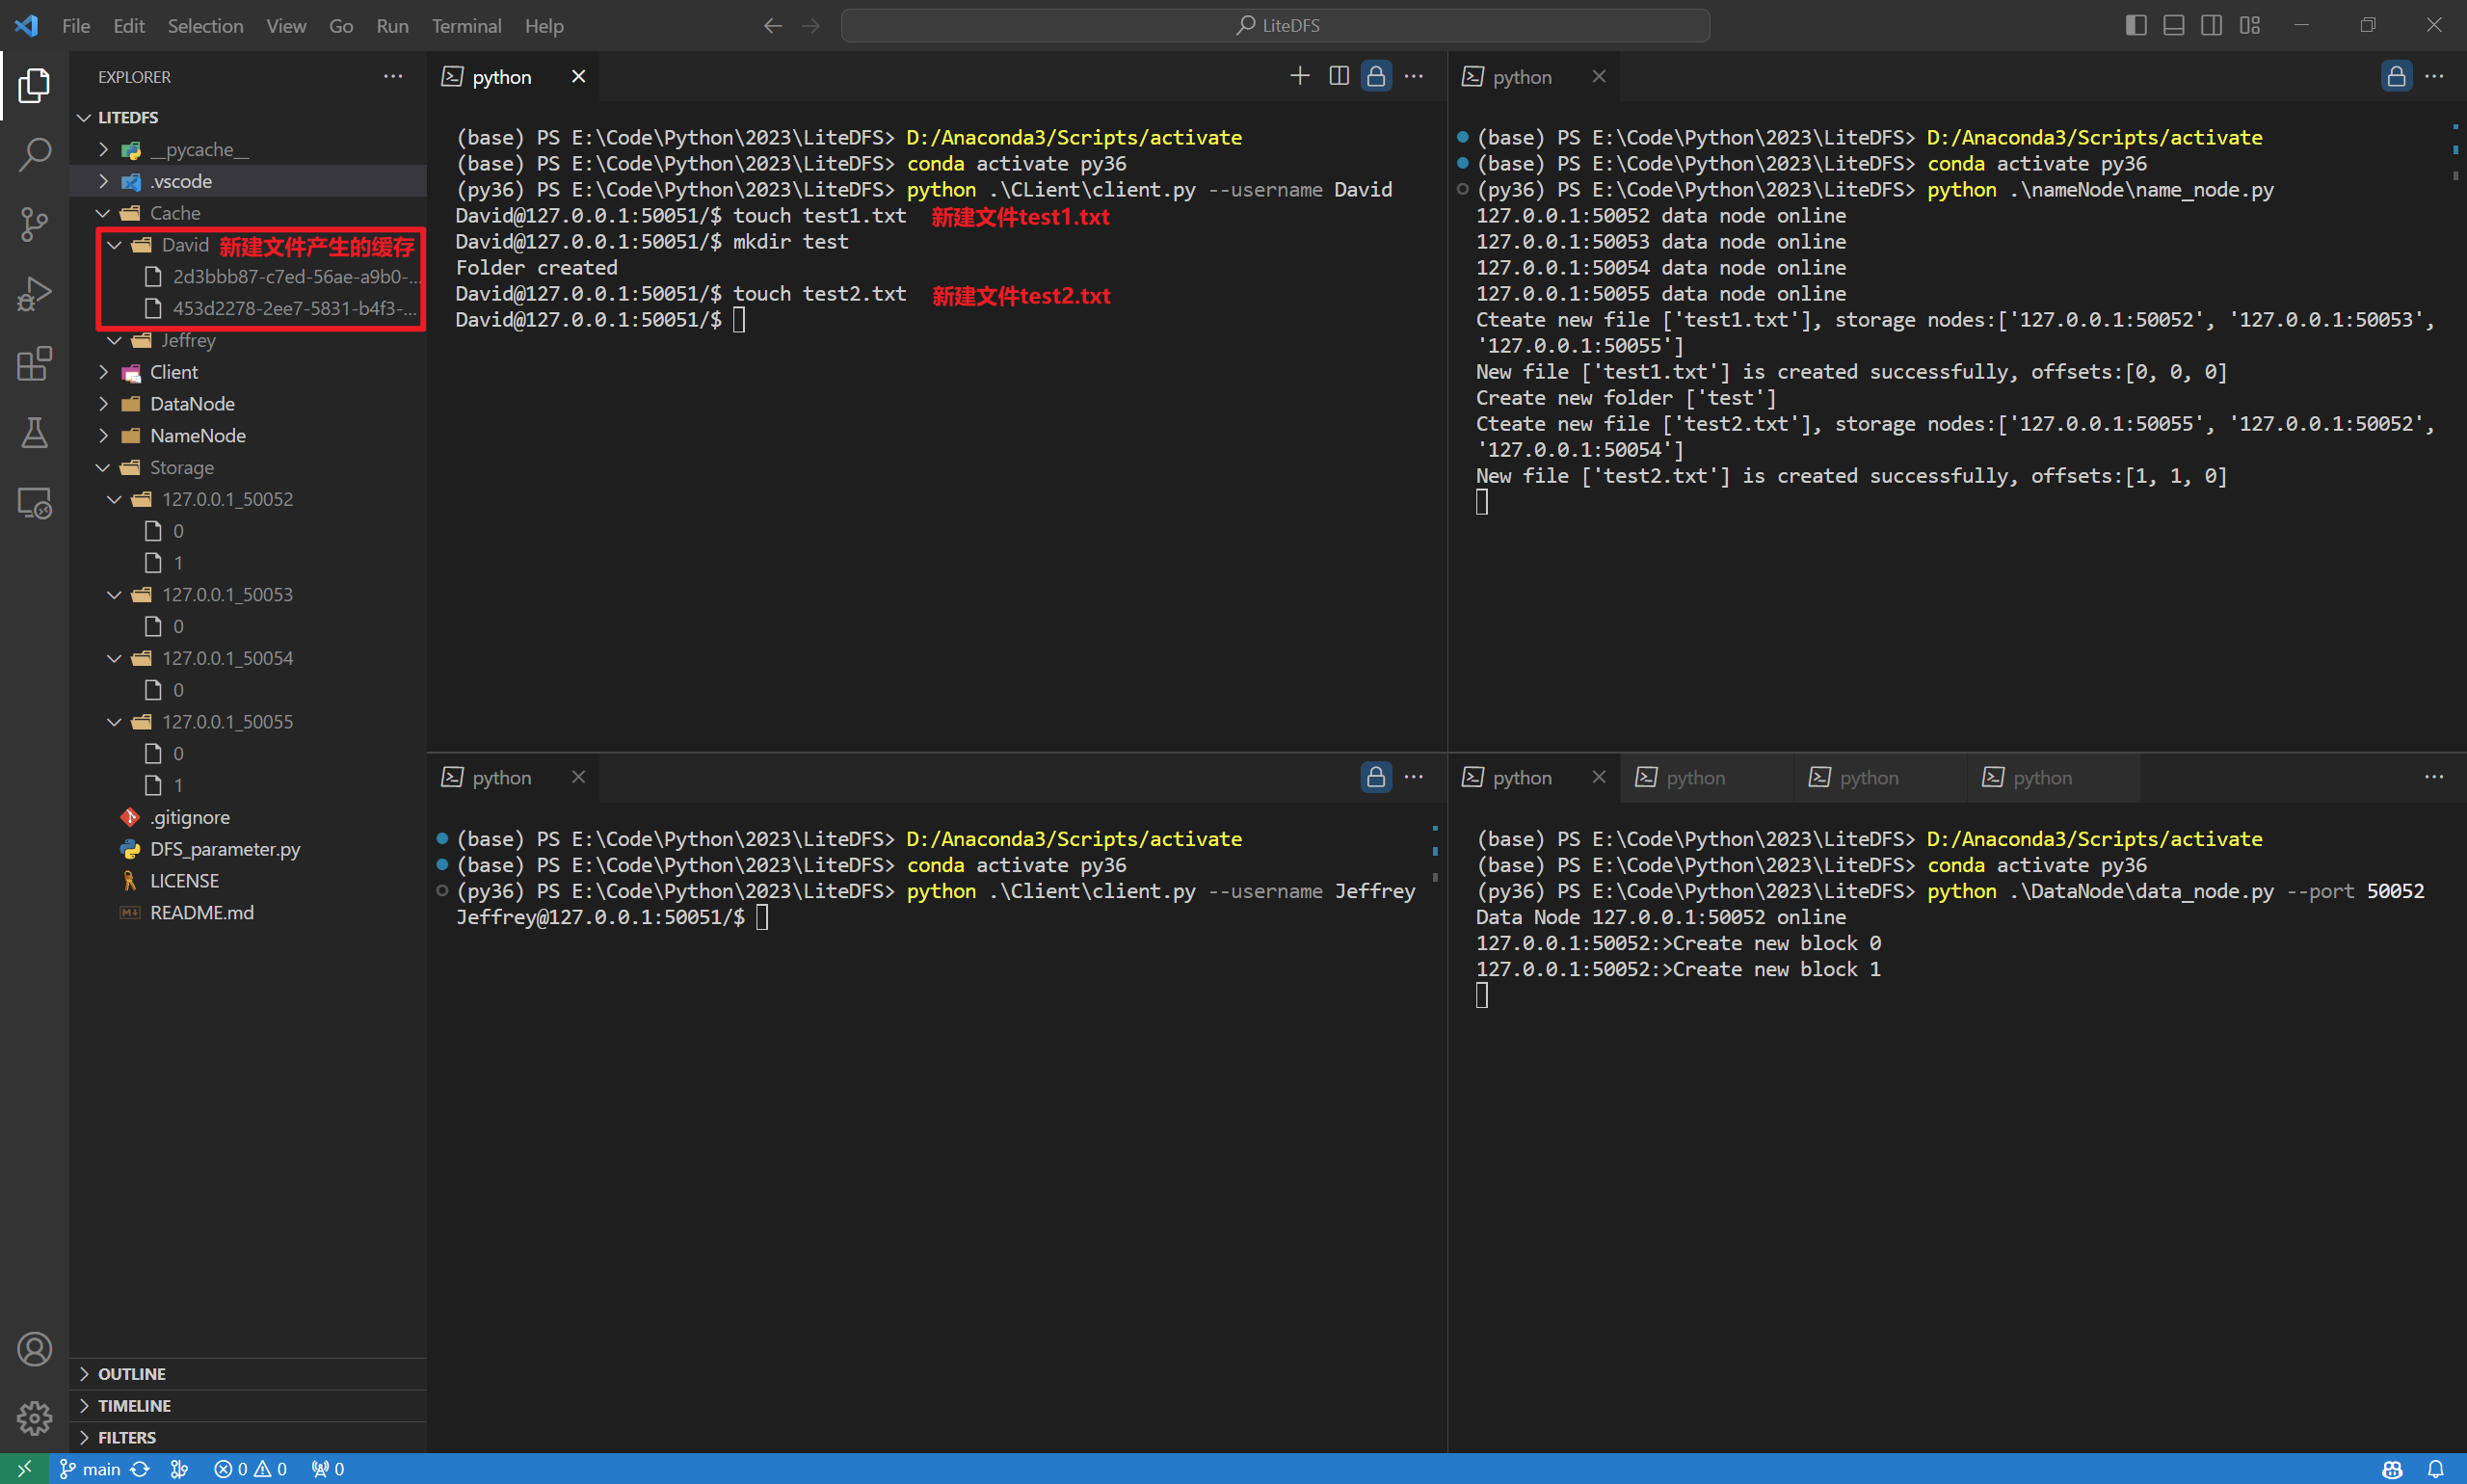 File Edit Selection View Go Run Terminal Help
LiteDFS
EXPLORER
LITEDFS
__pycache__
.vscode
Cache
David 新建文件产生的缓存
2d3bbb87-c7ed-56ae-a9b0-...
453d2278-2ee7-5831-b4f3-...
Jeffrey
Client
DataNode
NameNode
Storage
127.0.0.1_50052
0
1
127.0.0.1_50053
0
127.0.0.1_50054
0
127.0.0.1_50055
0
1
.gitignore
DFS_parameter.py
LICENSE
README.md
OUTLINE
TIMELINE
FILTERS
python
(base) PS E:\Code\Python\2023\LiteDFS> D:/Anaconda3/Scripts/activate
(base) PS E:\Code\Python\2023\LiteDFS> conda activate py36
(py36) PS E:\Code\Python\2023\LiteDFS> python .\CLient\client.py --username David
David@127.0.0.1:50051/$ touch test1.txt 新建文件test1.txt
David@127.0.0.1:50051/$ mkdir test
Folder created
David@127.0.0.1:50051/$ touch test2.txt 新建文件test2.txt
David@127.0.0.1:50051/$
python
(base) PS E:\Code\Python\2023\LiteDFS> D:/Anaconda3/Scripts/activate
(base) PS E:\Code\Python\2023\LiteDFS> conda activate py36
(py36) PS E:\Code\Python\2023\LiteDFS> python .\nameNode\name_node.py
127.0.0.1:50052 data node online
127.0.0.1:50053 data node online
127.0.0.1:50054 data node online
127.0.0.1:50055 data node online
Cteate new file ['test1.txt'], storage nodes:['127.0.0.1:50052', '127.0.0.1:50053',
'127.0.0.1:50055']
New file ['test1.txt'] is created successfully, offsets:[0, 0, 0]
Create new folder ['test']
Cteate new file ['test2.txt'], storage nodes:['127.0.0.1:50055', '127.0.0.1:50052',
'127.0.0.1:50054']
New file ['test2.txt'] is created successfully, offsets:[1, 1, 0]
python
(base) PS E:\Code\Python\2023\LiteDFS> D:/Anaconda3/Scripts/activate
(base) PS E:\Code\Python\2023\LiteDFS> conda activate py36
(py36) PS E:\Code\Python\2023\LiteDFS> python .\Client\client.py --username Jeffrey
Jeffrey@127.0.0.1:50051/$
python python python python
(base) PS E:\Code\Python\2023\LiteDFS> D:/Anaconda3/Scripts/activate
(base) PS E:\Code\Python\2023\LiteDFS> conda activate py36
(py36) PS E:\Code\Python\2023\LiteDFS> python .\DataNode\data_node.py --port 50052
Data Node 127.0.0.1:50052 online
127.0.0.1:50052:>Create new block 0
127.0.0.1:50052:>Create new block 1
main 0 0 0